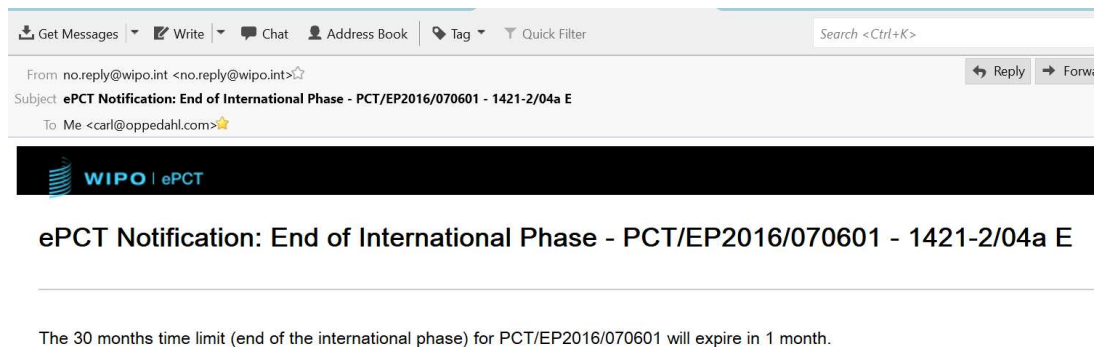 Get Messages Write Chat Address Book Tag Quick Filter Search <Ctrl+K>
From no.reply@wipo.int <no.reply@wipo.int> Reply Forwa
Subject ePCT Notification: End of International Phase - PCT/EP2016/070601 - 1421-2/04a E
To Me <carl@oppedahl.com>
WIPO | ePCT
ePCT Notification: End of International Phase - PCT/EP2016/070601 - 1421-2/04a E
The 30 months time limit (end of the international phase) for PCT/EP2016/070601 will expire in 1 month.